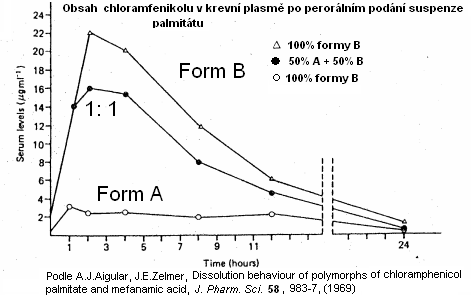 Obsah chloramfenikolu v krevní plasmě po perorálním podání suspenze
palmitátu
Serum levels (μgml⁻¹)
22
20
18
16
14
12
10
8
6
4
2
△ 100% formy B
● 50% A + 50% B
○ 100% formy B
Form B
1: 1
Form A
1 3 5 7 9 11 24
Time (hours)
Podle A.J.Aigular, J.E.Zelmer, Dissolution behaviour of polymorphs of chloramphenicol
palmitate and mefanamic acid, J. Pharm. Sci. 58 , 983-7, (1969)